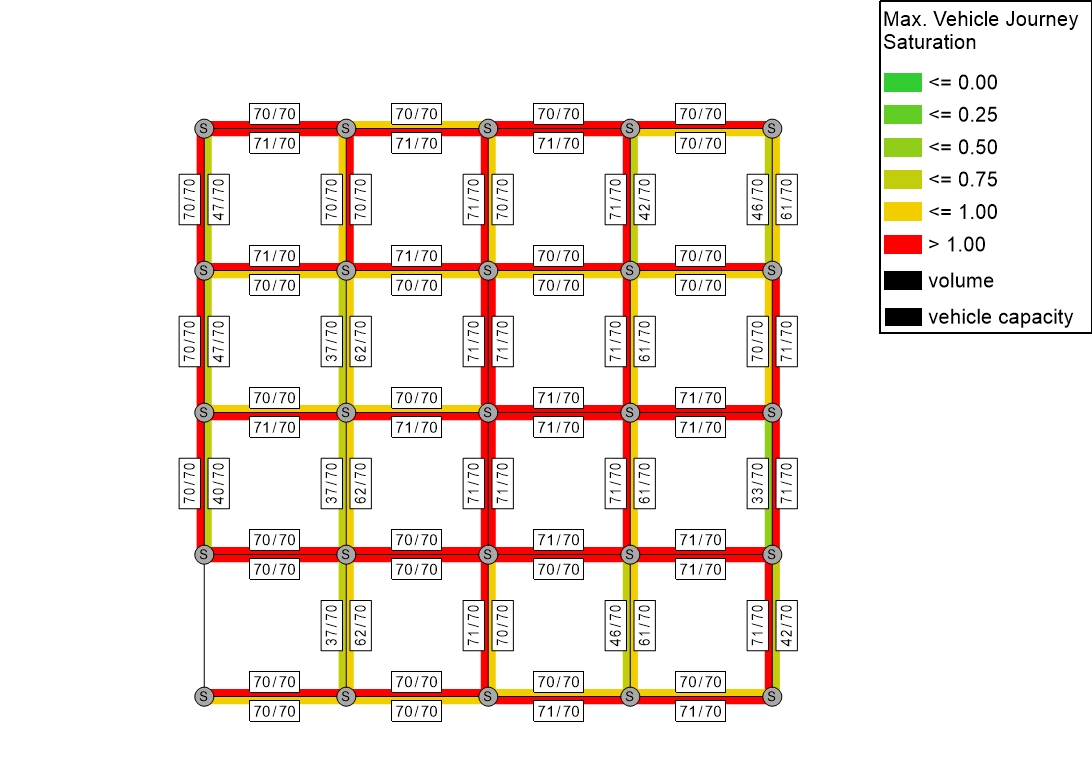 Max. Vehicle Journey
Saturation
<= 0.00
<= 0.25
<= 0.50
<= 0.75
<= 1.00
> 1.00
volume
vehicle capacity
70/70 70/70 70/70 70/70
S S S S S
71/70 71/70 71/70 70/70
70/70 47/70 70/70 70/70 71/70 70/70 71/70 42/70 46/70 61/70
71/70 71/70 70/70 70/70
S S S S S
70/70 70/70 70/70 70/70
70/70 47/70 37/70 62/70 71/70 71/70 71/70 61/70 70/70 71/70
70/70 70/70 71/70 71/70
S S S S S
71/70 71/70 71/70 71/70
70/70 40/70 37/70 62/70 71/70 71/70 71/70 61/70 33/70 71/70
70/70 70/70 71/70 71/70
S S S S S
70/70 70/70 70/70 71/70
37/70 62/70 71/70 70/70 46/70 61/70 71/70 42/70
70/70 70/70 70/70 70/70
S S S S S
70/70 70/70 71/70 71/70